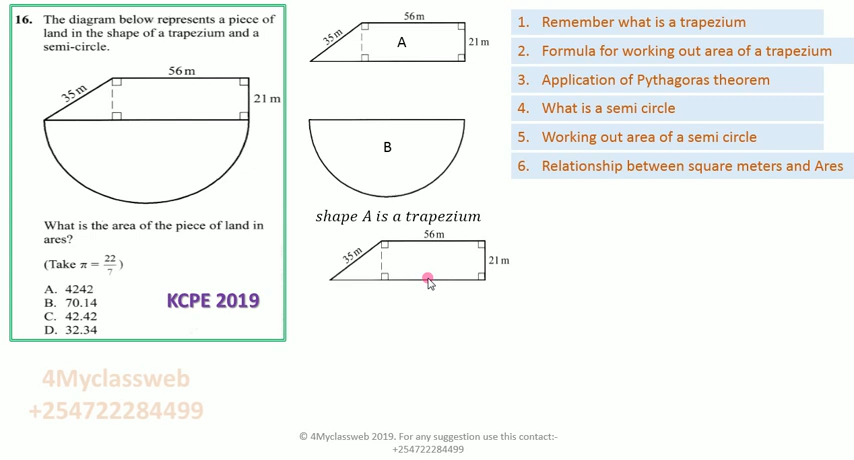 16. The diagram below represents a piece of
land in the shape of a trapezium and a
semi-circle.
56 m
35 m
21 m
What is the area of the piece of land in
ares?
(Take π = 22/7)
A. 4242
B. 70.14
C. 42.42
D. 32.34
KCPE 2019
4Myclassweb
+254722284499
56 m
35 m
21 m
A
B
shape A is a trapezium
56 m
35 m
21 m
1. Remember what is a trapezium
2. Formula for working out area of a trapezium
3. Application of Pythagoras theorem
4. What is a semi circle
5. Working out area of a semi circle
6. Relationship between square meters and Ares
© 4Myclassweb 2019. For any suggestion use this contact:-
+254722284499